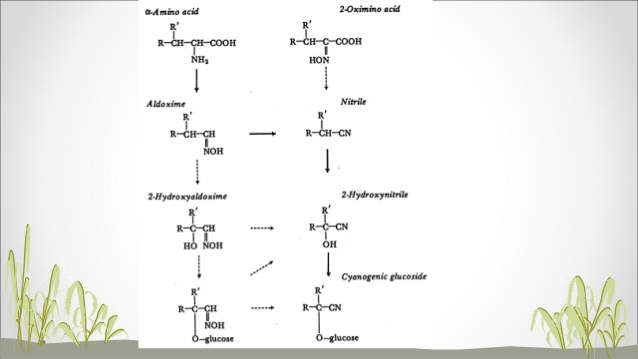 α-Amino acid
R'
R-CH-CH-COOH
NH₂
2-Oximino acid
R'
R-CH-C-COOH
HON
Aldoxime
R'
R-CH-CH
NOH
Nitrile
R'
R-CH-CN
2-Hydroxyaldoxime
R'
R-C-CH
HO NOH
2-Hydroxynitrile
R'
R-C-CN
OH
R'
R-C-CH
NOH
O-glucose
Cyanogenic glucoside
R'
R-C-CN
O-glucose